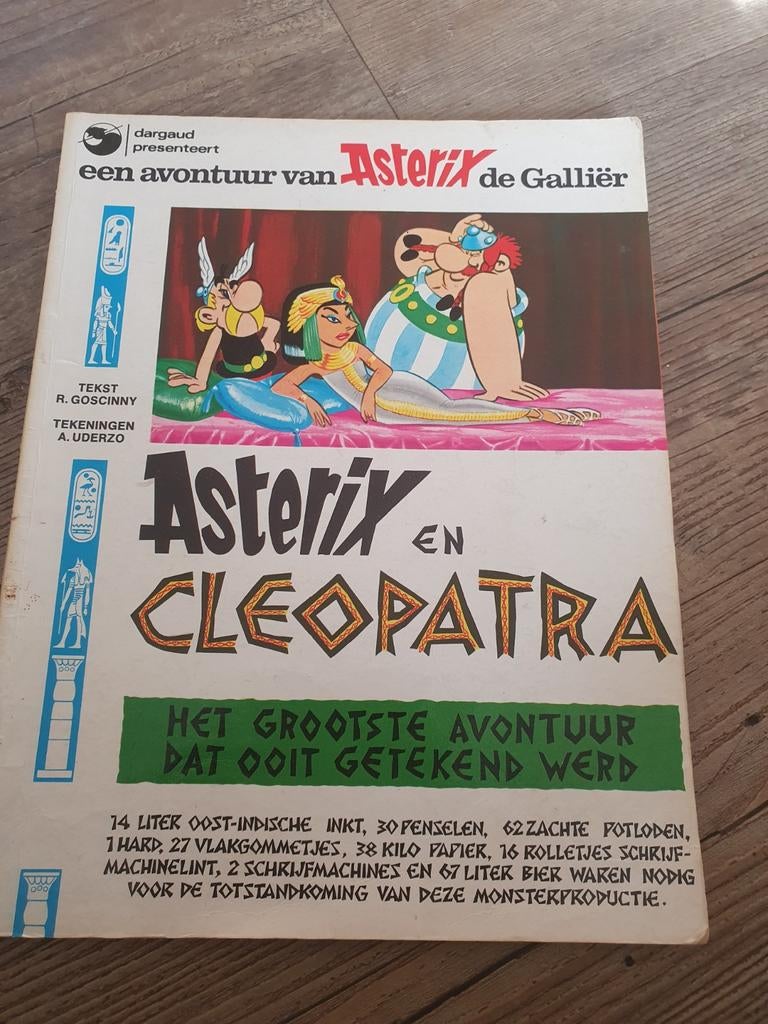 dargaud
presenteert
een avontuur van Asterix de Galliër
TEKST
R. GOSCINNY
TEKENINGEN
A. UDERZO
Asterix EN
CLEOPATRA
HET GROOTSTE AVONTUUR
DAT OOIT GETEKEND WERD
14 LITER OOST-INDISCHE INKT, 30 PENSELEN, 62 ZACHTE POTLODEN,
1 HARD, 27 VLAKGOMMETJES, 38 KILO PAPIER, 16 ROLLETJES SCHRIJF-
MACHINELINT, 2 SCHRIJFMACHINES EN 67 LITER BIER WAREN NODIG
VOOR DE TOTSTANDKOMING VAN DEZE MONSTERPRODUCTIE.